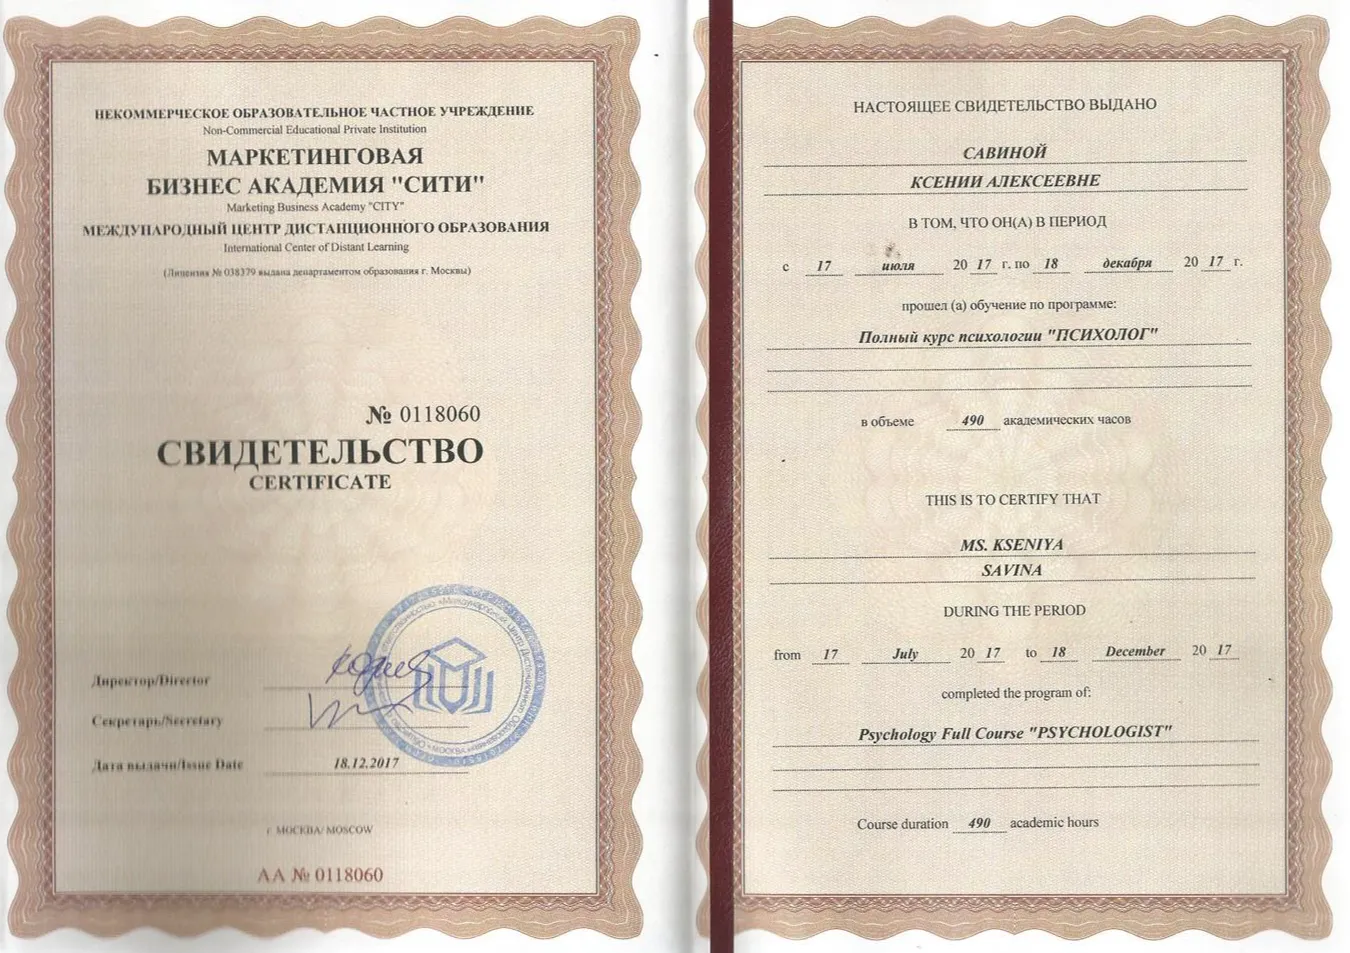 НЕКОММЕРЧЕСКОЕ ОБРАЗОВАТЕЛЬНОЕ ЧАСТНОЕ УЧРЕЖДЕНИЕ
Non-Commercial Educational Private Institution
МАРКЕТИНГОВАЯ
БИЗНЕС АКАДЕМИЯ "СИТИ"
Marketing Business Academy "CITY"
МЕЖДУНАРОДНЫЙ ЦЕНТР ДИСТАНЦИОННОГО ОБРАЗОВАНИЯ
International Center of Distant Learning
(Лицензия № 038379 выдана департаментом образования г. Москвы)
№ 0118060
СВИДЕТЕЛЬСТВО
CERTIFICATE
Директор/Director
Секретарь/Secretary
Дата выдачи/Issue Date 18.12.2017
г. МОСКВА/ MOSCOW
АА № 0118060
НАСТОЯЩЕЕ СВИДЕТЕЛЬСТВО ВЫДАНО
САВИНОЙ
КСЕНИИ АЛЕКСЕЕВНЕ
В ТОМ, ЧТО ОН(А) В ПЕРИОД
с 17 июля 20 17 г. по 18 декабря 20 17 г.
прошел (а) обучение по программе:
Полный курс психологии "ПСИХОЛОГ"
в объеме 490 академических часов
THIS IS TO CERTIFY THAT
MS. KSENIYA
SAVINA
DURING THE PERIOD
from 17 July 20 17 to 18 December 20 17
completed the program of:
Psychology Full Course "PSYCHOLOGIST"
Course duration 490 academic hours